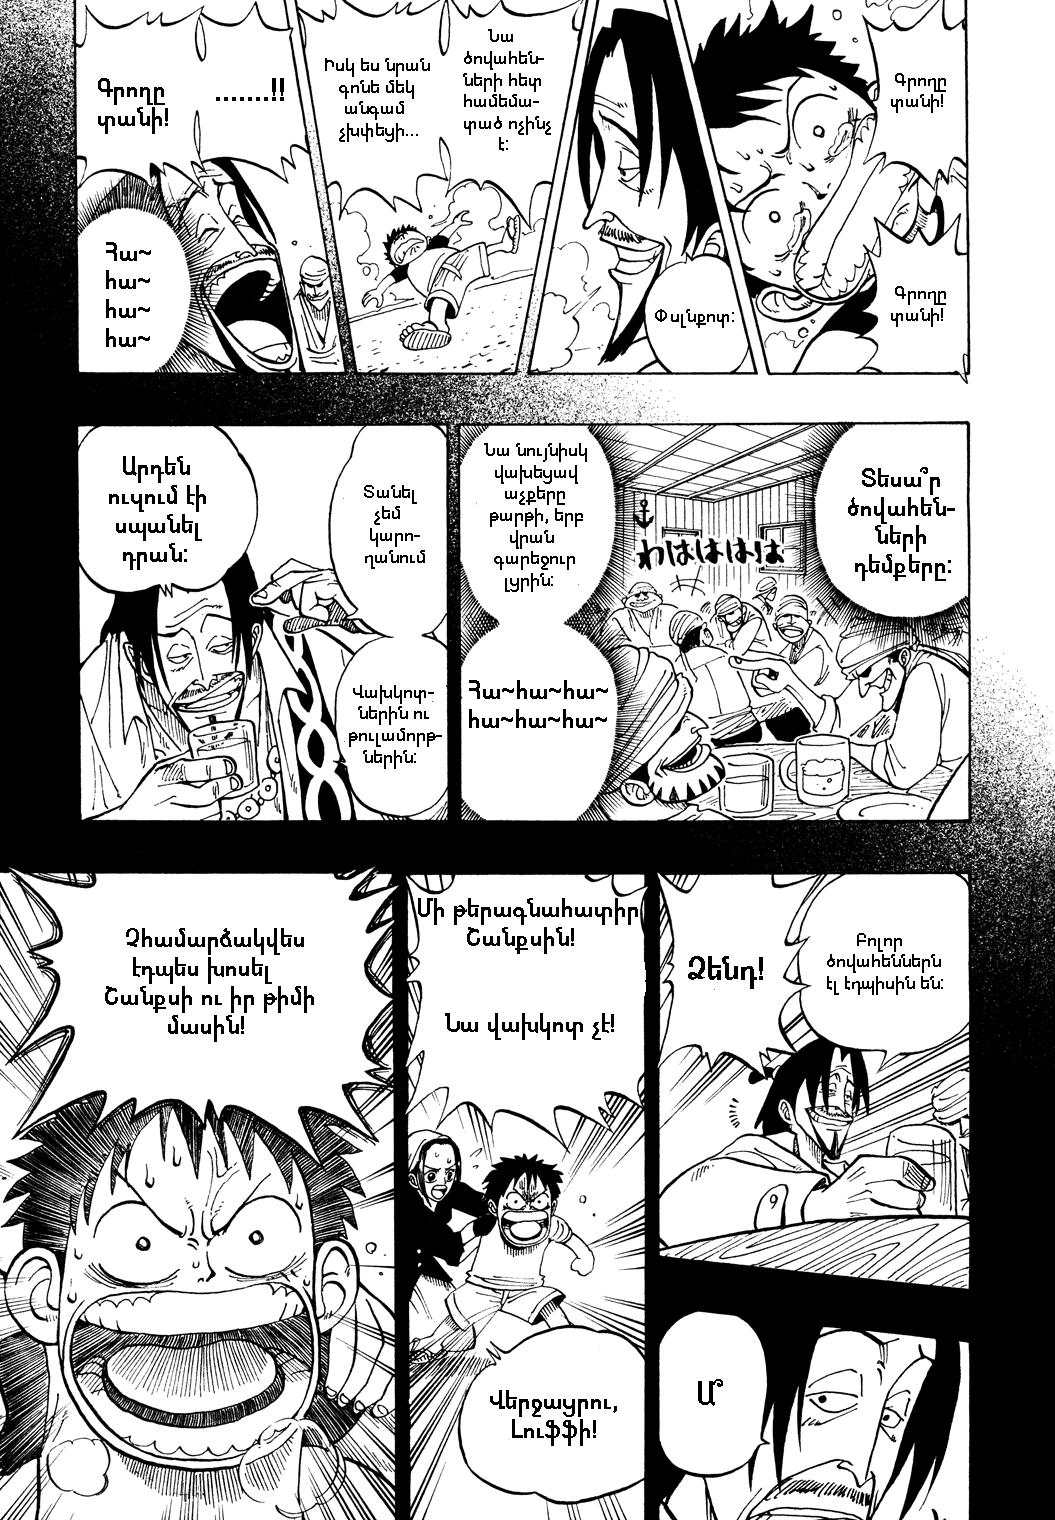 Գրողը
տանի!
Գրողը
տանի!
Փսլնքոտ:
Նա
ծովահեն-
ների հետ
համեմա-
տած ոչինչ
է:
Իսկ ես նրան
գոնե մեկ
անգամ
չխփեցի...
.......!!
Գրողը
տանի!
Հա~
հա~
հա~
հա~
Տեսա՞ր
ծովահեն-
ների
դեմքերը:
わはははは
Նա նույնիսկ
վախեցավ
աչքերը
թարթի, երբ
վրան
գարեջուր
լցրին:
Հա~հա~հա~
հա~հա~հա~
Տանել
չեմ
կարո-
ղանում
Վախկոտ-
ներին ու
թուլամորթ-
ներին:
Արդեն
ուզում էի
սպանել
դրան:
Բոլոր
ծովահեններն
էլ էդպիսին են:
Ձենդ!
Ա՞
Մի թերագնահատիր
Շանքսին!
Նա վախկոտ չէ!
Վերջացրու,
Լուֆֆի!
Չհամարձակվես
էդպես խոսել
Շանքսի ու իր թիմի
մասին!